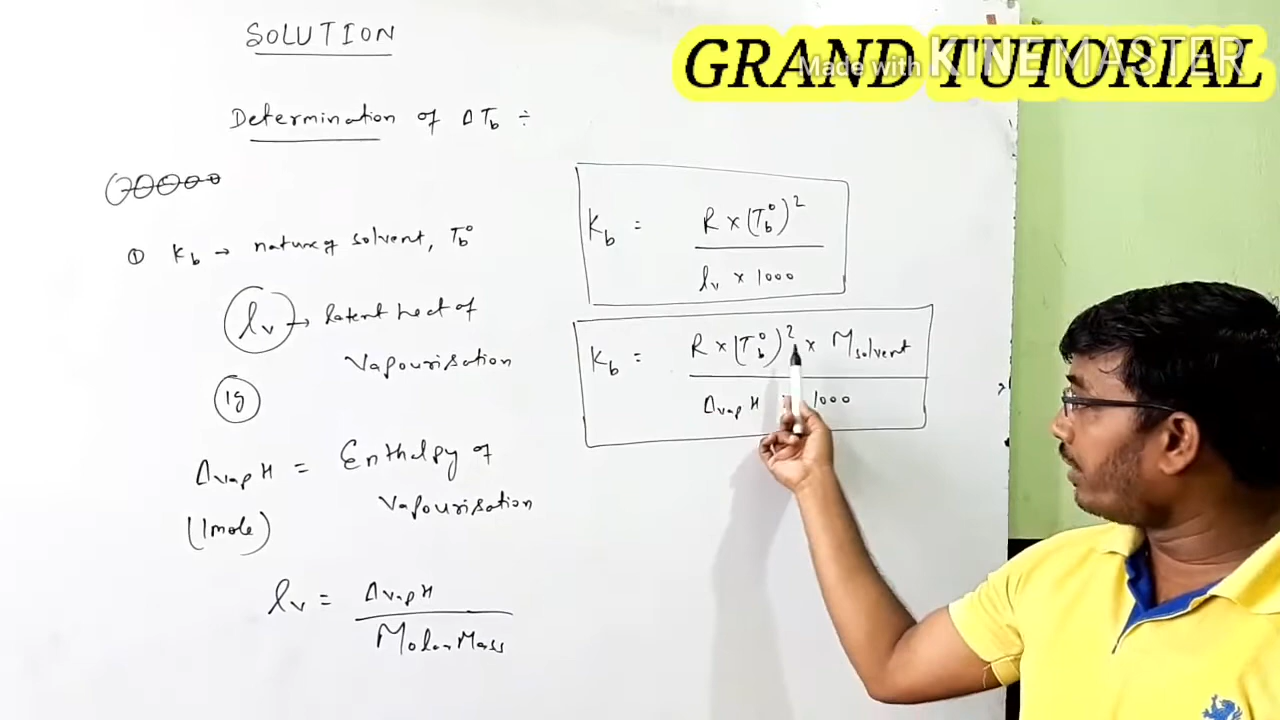 SOLUTION
GRAND TUTORIAL
Made with KINEMASTER
Determination of ΔTb ÷
① Kb → nature of solvent, Tb°
lv → latent heat of
Vapourisation
1g
ΔvapH = Enthalpy of
Vapourisation
(1mole)
lv = ΔvapH
Molar Mass
Kb = R × (Tb°)²
lv × 1000
Kb = R × (Tb°)² × Msolvent
ΔvapH 1000